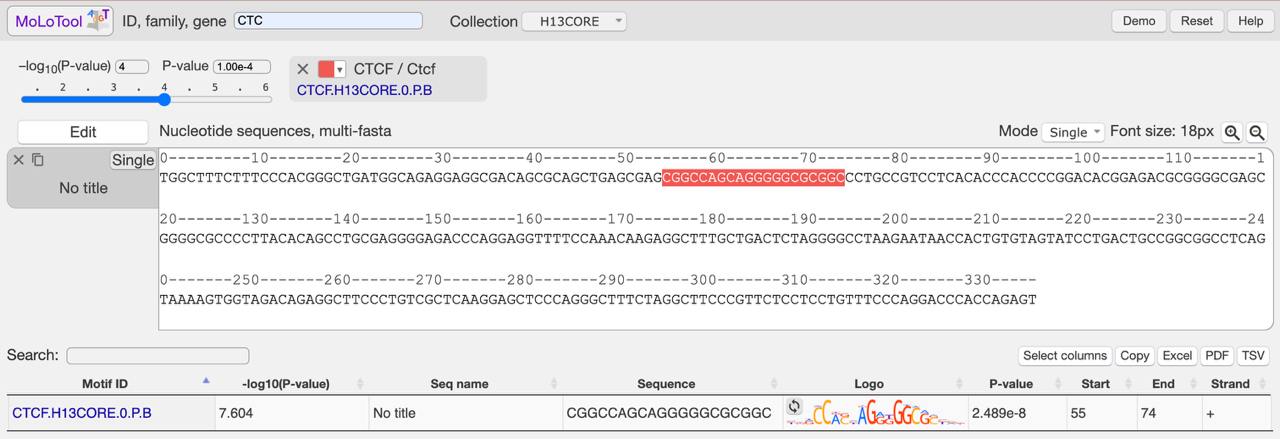 MoLoTool ID, family, gene CTC Collection H13CORE Demo Reset Help
−log10(P-value) 4 P-value 1.00e-4 CTCF / Ctcf
. 2 . 3 . 4 . 5 . 6 CTCF.H13CORE.0.P.B
Edit Nucleotide sequences, multi-fasta Mode Single Font size: 18px
Single 0---------10--------20--------30--------40--------50--------60--------70--------80--------90--------100-------110-------1
No title TGGCTTTCTTTCCCACGGGCTGATGGCAGAGGAGGCGACAGCGCAGCTGAGCGAGCGGCCAGCAGGGGGCGCGGCCCTGCCGTCCTCACACCCACCCCGGACACGGAGACGCGGGGCGAGC
20-------130-------140-------150-------160-------170-------180-------190-------200-------210-------220-------230-------24
GGGGCGCCCCTTACACAGCCTGCGAGGGGAGACCCAGGAGGTTTTCCAAACAAGAGGCTTTGCTGACTCTAGGGGCCTAAGAATAACCACTGTGTAGTATCCTGACTGCCGGCGGCCTCAG
0-------250-------260-------270-------280-------290-------300-------310-------320-------330-----
TAAAAGTGGTAGACAGAGGCTTCCCTGTCGCTCAAGGAGCTCCCAGGGCTTTCTAGGCTTCCCGTTCTCCTCCTGTTTCCCAGGACCCACCAGAGT
Search: Select columns Copy Excel PDF TSV
Motif ID -log10(P-value) Seq name Sequence Logo P-value Start End Strand
CTCF.H13CORE.0.P.B 7.604 No title CGGCCAGCAGGGGGCGCGGC 2.489e-8 55 74 +